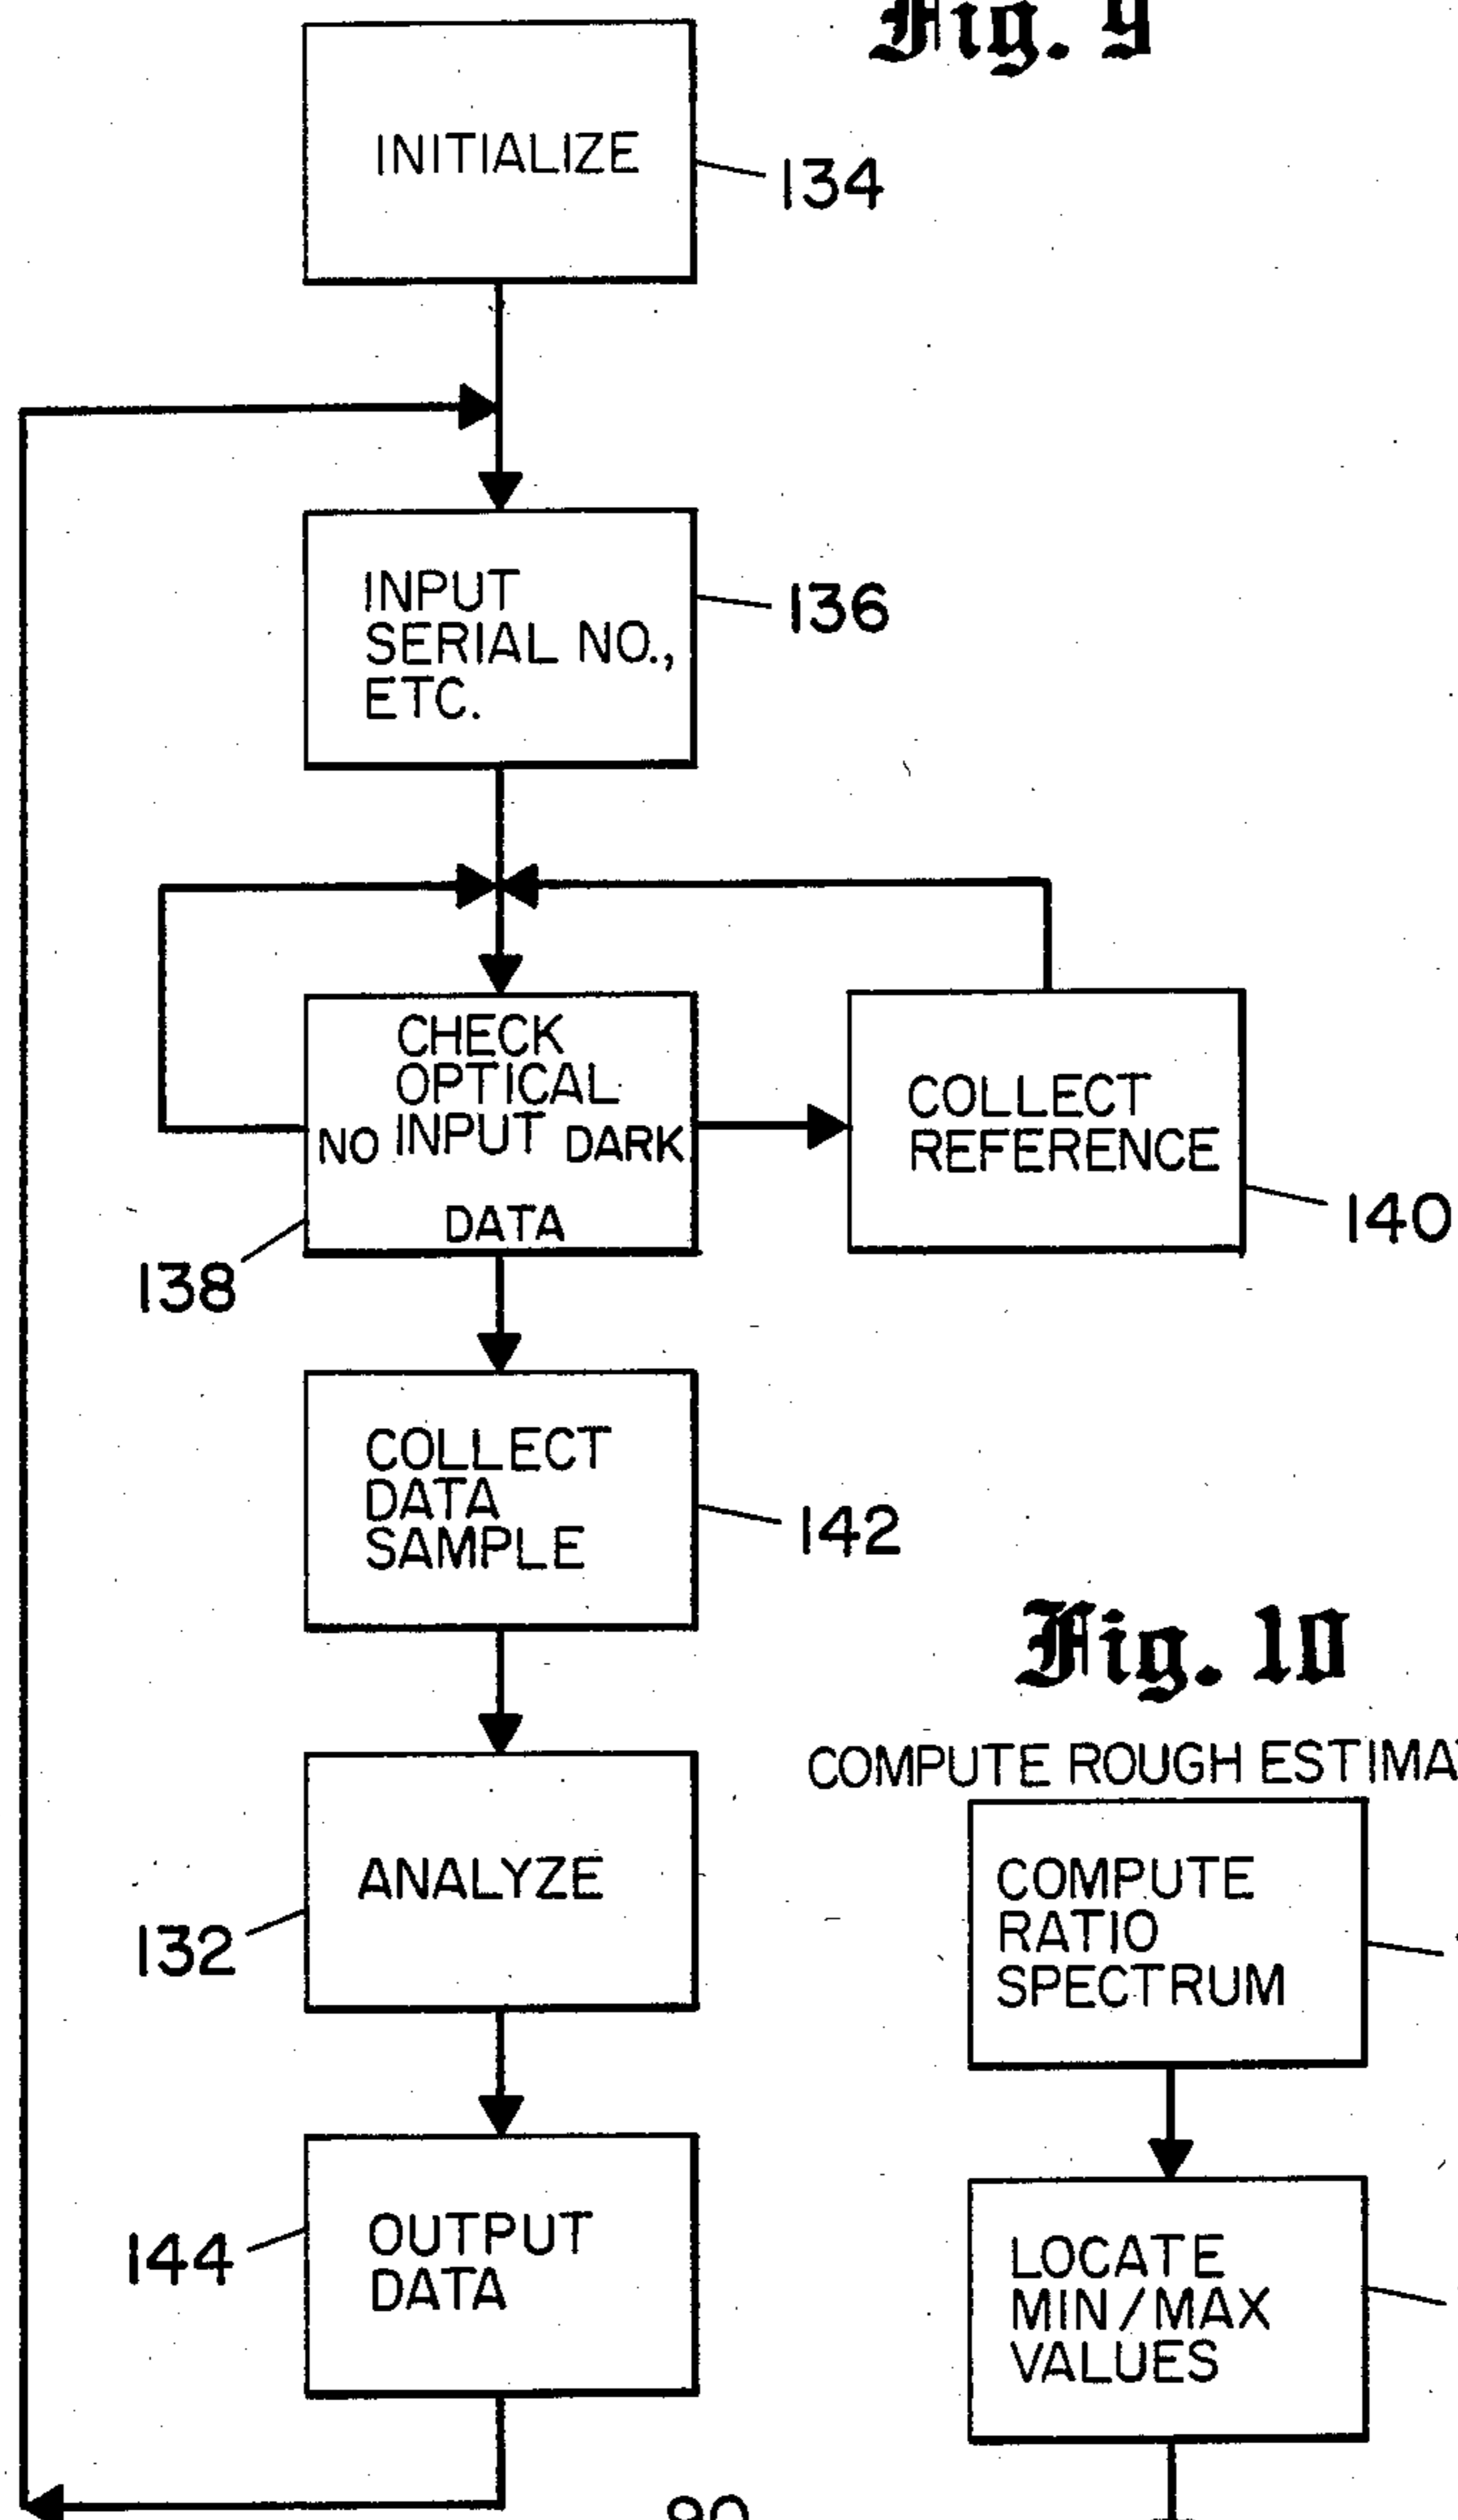 Fig. 9
INITIALIZE
134
INPUT
SERIAL NO.,
ETC.
136
CHECK
OPTICAL
NO INPUT DARK
DATA
138
COLLECT
REFERENCE
140
COLLECT
DATA
SAMPLE
142
ANALYZE
132
OUTPUT
DATA
144
Fig. 10
COMPUTE ROUGH
COMPUTE
RATIO
SPECTRUM
LOCATE
MIN/MAX
VALUES